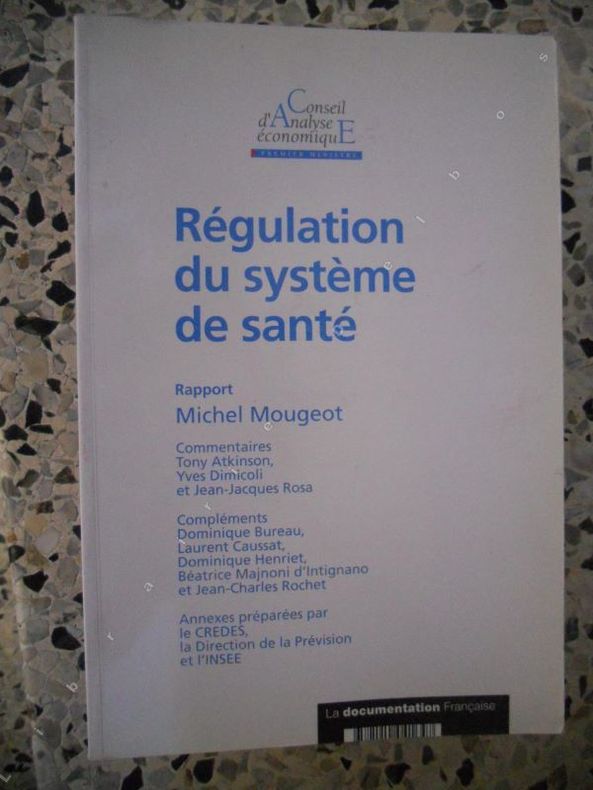 Conseil
d'Analyse
économiquE
PREMIER MINISTRE
Régulation
du système
de santé
Rapport
Michel Mougeot
Commentaires
Tony Atkinson,
Yves Dimicoli
et Jean-Jacques Rosa
Compléments
Dominique Bureau,
Laurent Caussat,
Dominique Henriet,
Béatrice Majnoni d'Intignano
et Jean-Charles Rochet
Annexes préparées par
le CREDES,
la Direction de la Prévision
et l'INSEE
La documentation Française